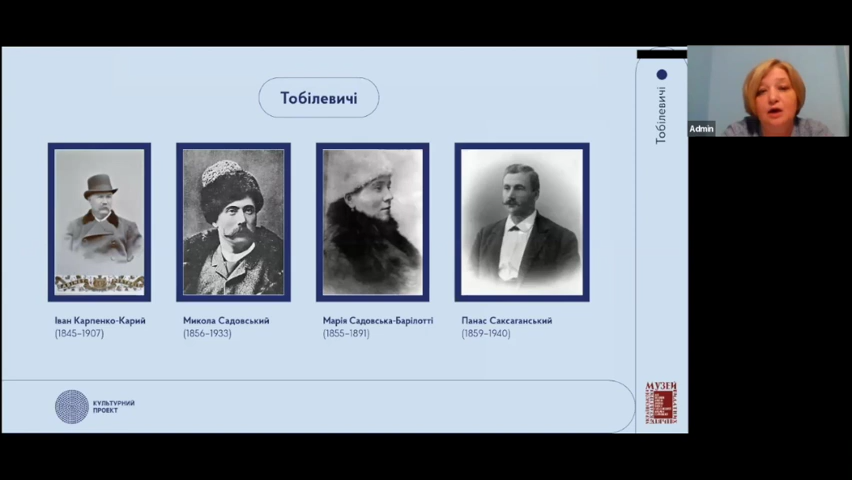 Тобілевичі
Тобілевичі
Admin
Іван Карпенко-Карий
(1845–1907)
Микола Садовський
(1856–1933)
Марія Садовська-Барілотті
(1855–1891)
Панас Саксаганський
(1859–1940)
КУЛЬТУРНИЙ
ПРОЕКТ
МУЗЕЙ